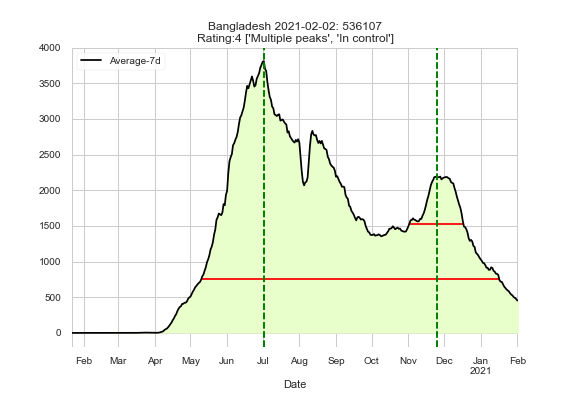 Bangladesh 2021-02-02: 536107
Rating:4 ['Multiple peaks', 'In control']
Average-7d
4000
3500
3000
2500
2000
1500
1000
500
0
Feb Mar Apr May Jun Jul Aug Sep Oct Nov Dec Jan Feb
2021
Date